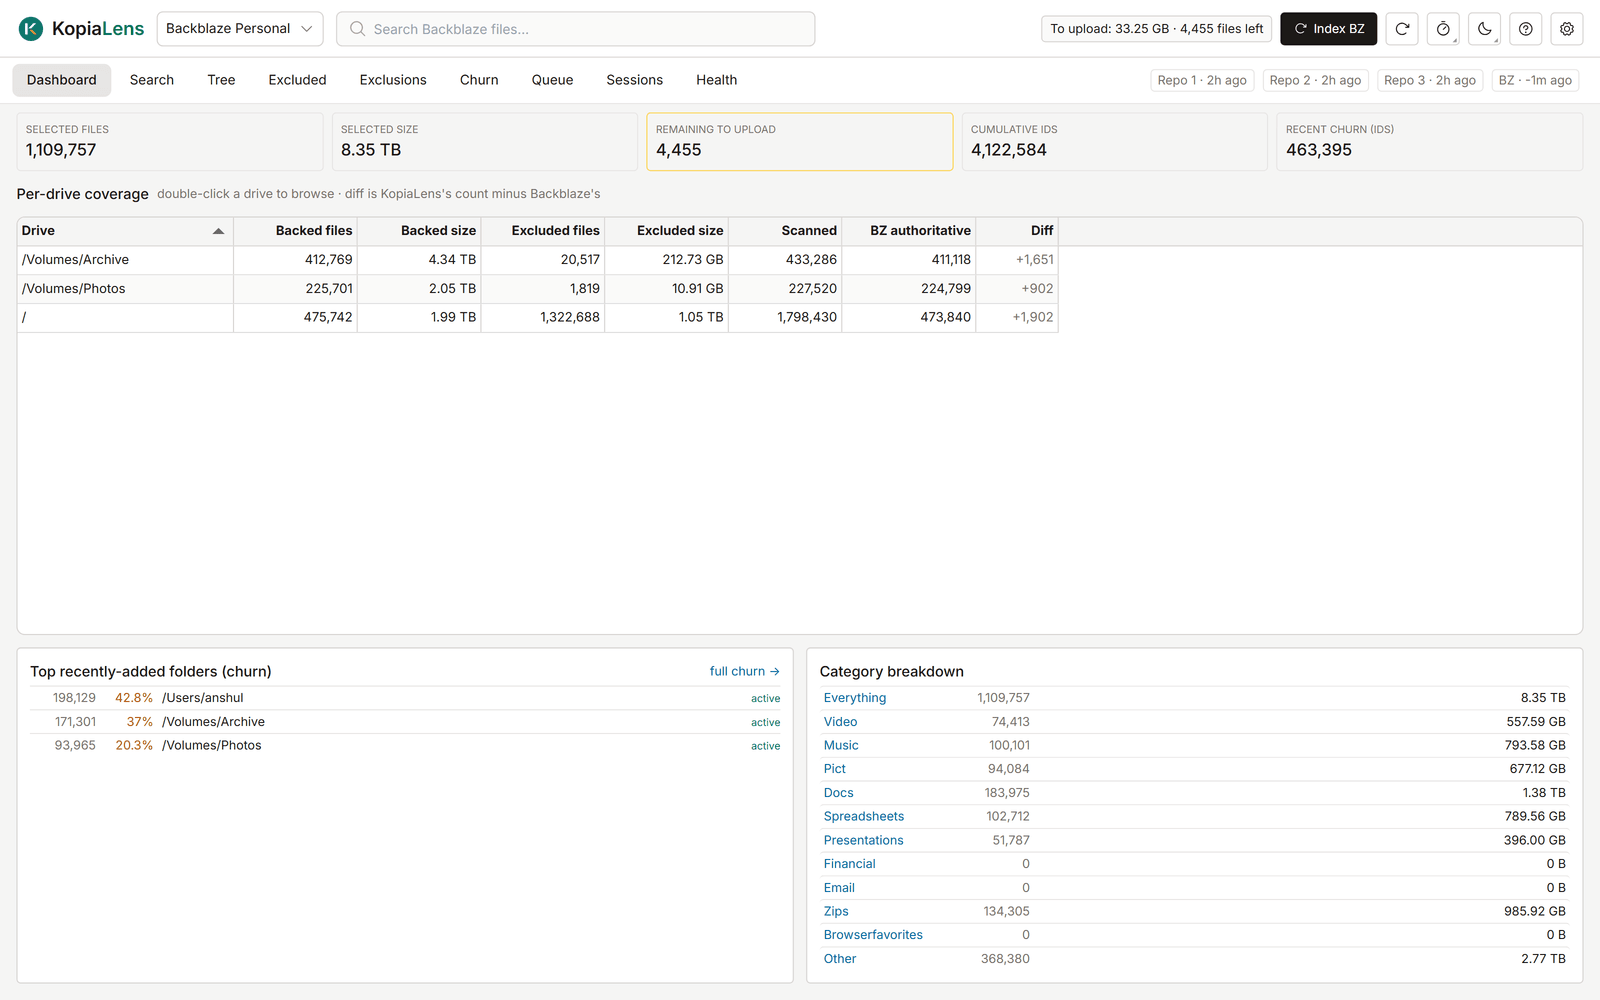 KopiaLens
Backblaze Personal
Search Backblaze files...
To upload: 33.25 GB · 4,455 files left
Index BZ
Dashboard Search Tree Excluded Exclusions Churn Queue Sessions Health
Repo 1 · 2h ago Repo 2 · 2h ago Repo 3 · 2h ago BZ · -1m ago
SELECTED FILES
1,109,757
SELECTED SIZE
8.35 TB
REMAINING TO UPLOAD
4,455
CUMULATIVE IDS
4,122,584
RECENT CHURN (IDS)
463,395
Per-drive coverage double-click a drive to browse · diff is KopiaLens's count minus Backblaze's
Drive Backed files Backed size Excluded files Excluded size Scanned BZ authoritative Diff
/Volumes/Archive 412,769 4.34 TB 20,517 212.73 GB 433,286 411,118 +1,651
/Volumes/Photos 225,701 2.05 TB 1,819 10.91 GB 227,520 224,799 +902
/ 475,742 1.99 TB 1,322,688 1.05 TB 1,798,430 473,840 +1,902
Top recently-added folders (churn) full churn →
198,129 42.8% /Users/anshul active
171,301 37% /Volumes/Archive active
93,965 20.3% /Volumes/Photos active
Category breakdown
Everything 1,109,757 8.35 TB
Video 74,413 557.59 GB
Music 100,101 793.58 GB
Pict 94,084 677.12 GB
Docs 183,975 1.38 TB
Spreadsheets 102,712 789.56 GB
Presentations 51,787 396.00 GB
Financial 0 0 B
Email 0 0 B
Zips 134,305 985.92 GB
Browserfavorites 0 0 B
Other 368,380 2.77 TB